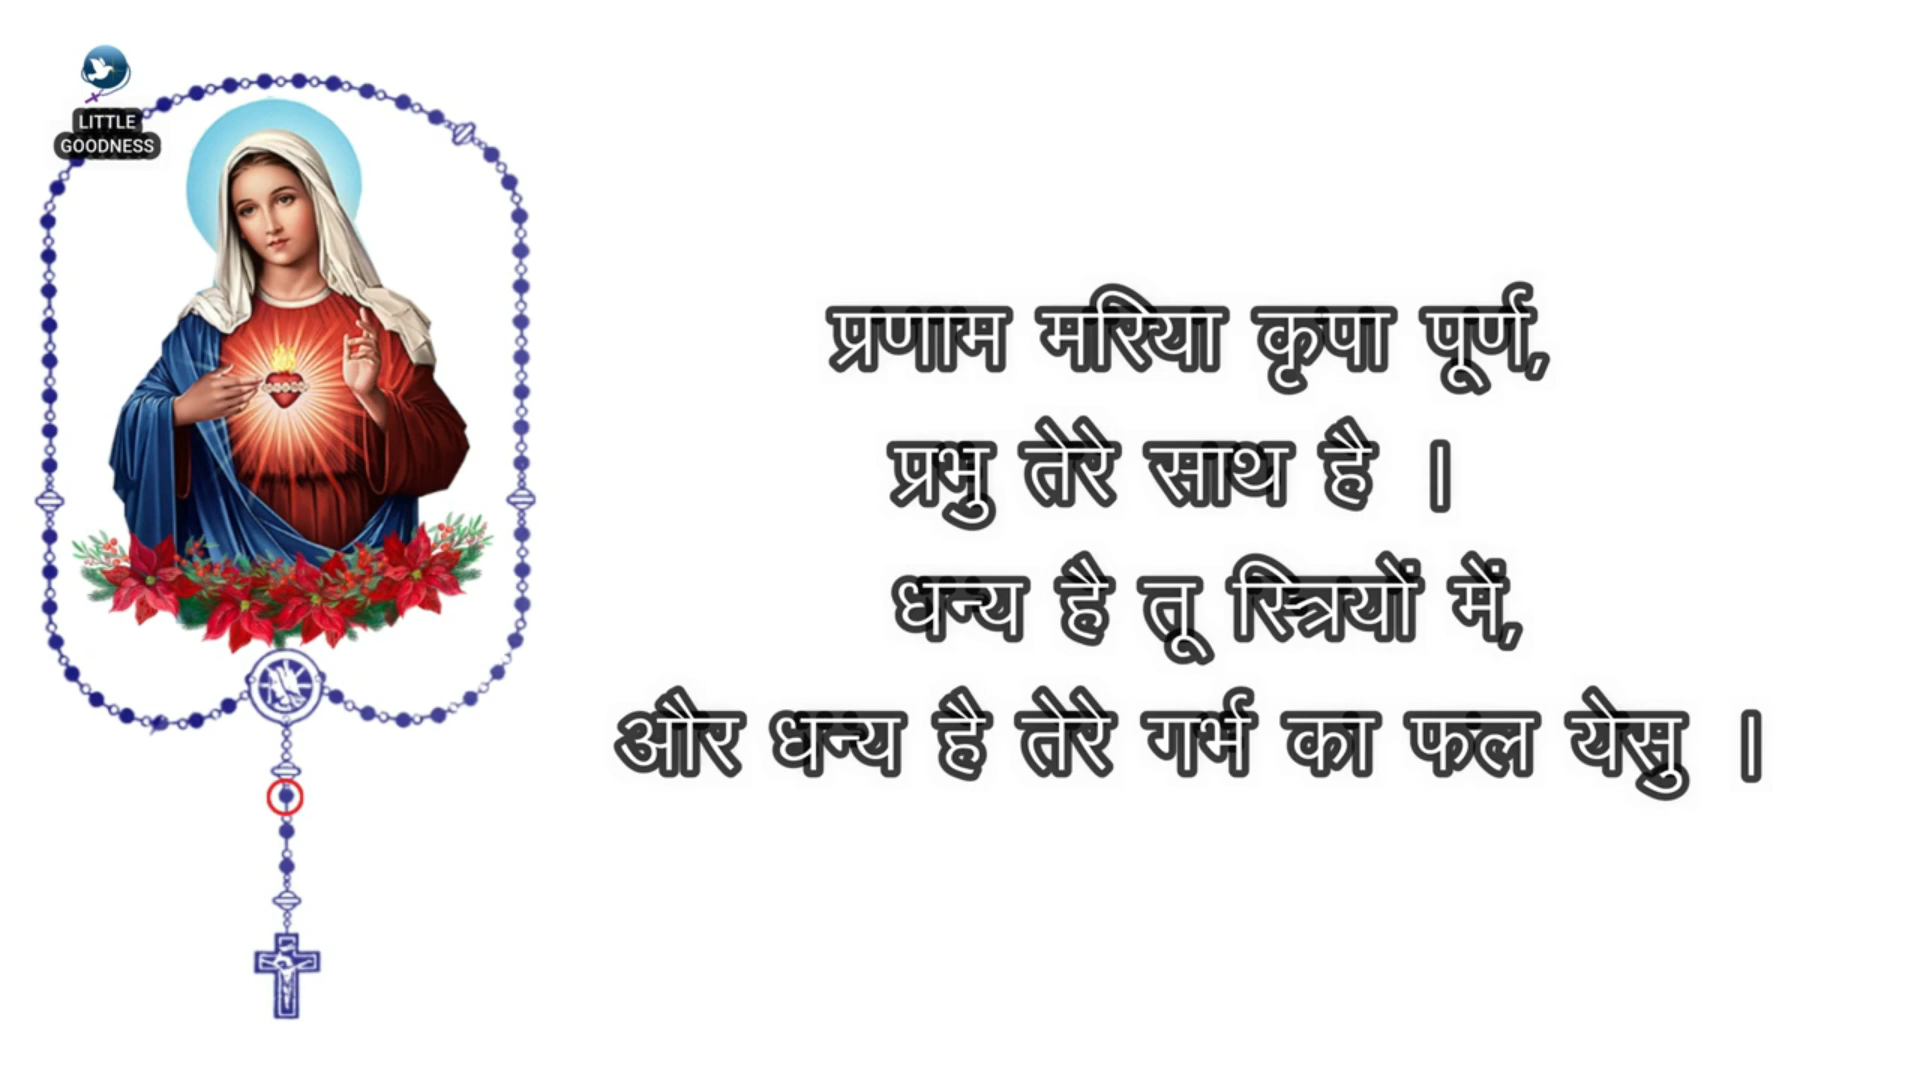 LITTLE
GOODNESS
प्रणाम मरिया कृपा पूर्ण,
प्रभु तेरे साथ है ।
धन्य है तू स्त्रियों में,
और धन्य है तेरे गर्भ का फल येसु ।